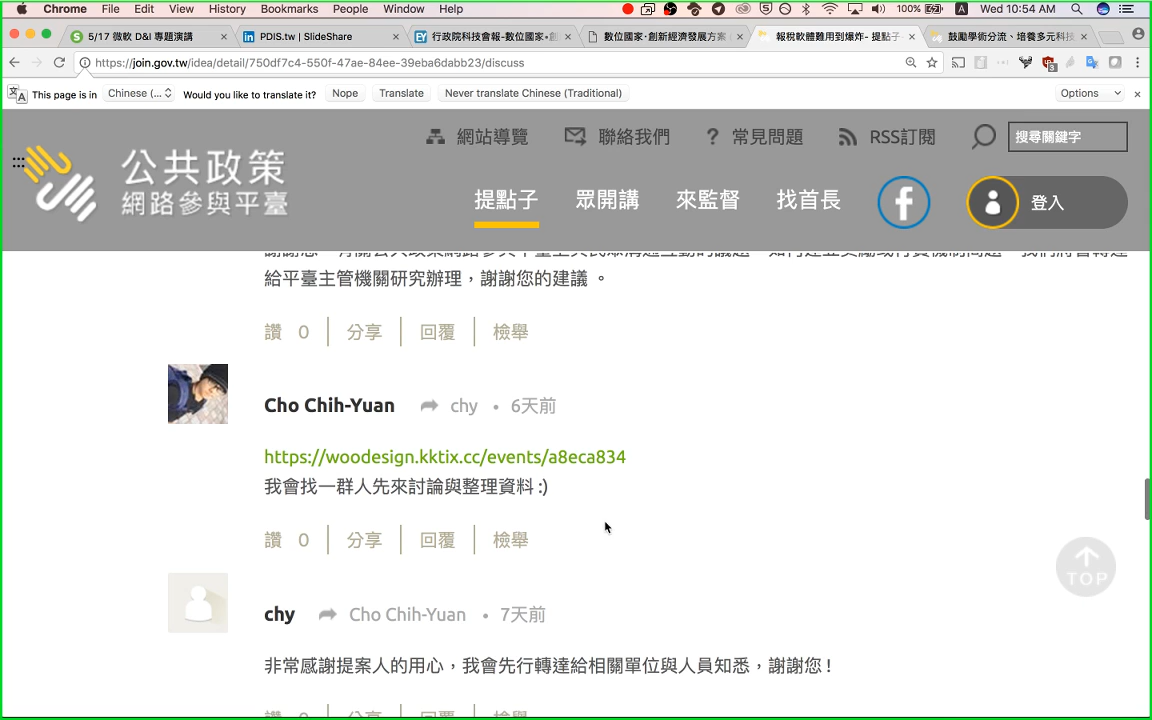 Chrome File Edit View History Bookmarks People Window Help 100% Wed 10:54 AM
5/17 微軟 D&I 專題演講
PDIS.tw | SlideShare
行政院科技會報-數位國家•創
數位國家·創新經濟發展方案
報稅軟體難用到爆炸- 提點子
鼓勵學術分流、培養多元科技
https://join.gov.tw/idea/detail/750df7c4-550f-47ae-84ee-39eba6dabb23/discuss
This page is in Chinese (... Would you like to translate it? Nope Translate Never translate Chinese (Traditional) Options
網站導覽 聯絡我們 常見問題 RSS訂閱 搜尋關鍵字
公共政策
網路參與平臺
提點子 眾開講 來監督 找首長 登入
給平臺主管機關研究辦理，謝謝您的建議 。
讚 0 分享 回覆 檢舉
Cho Chih-Yuan chy • 6天前
https://woodesign.kktix.cc/events/a8eca834
我會找一群人先來討論與整理資料 :)
讚 0 分享 回覆 檢舉
TOP
chy Cho Chih-Yuan • 7天前
非常感謝提案人的用心，我會先行轉達給相關單位與人員知悉，謝謝您！
讚 0 分享 回覆 檢舉